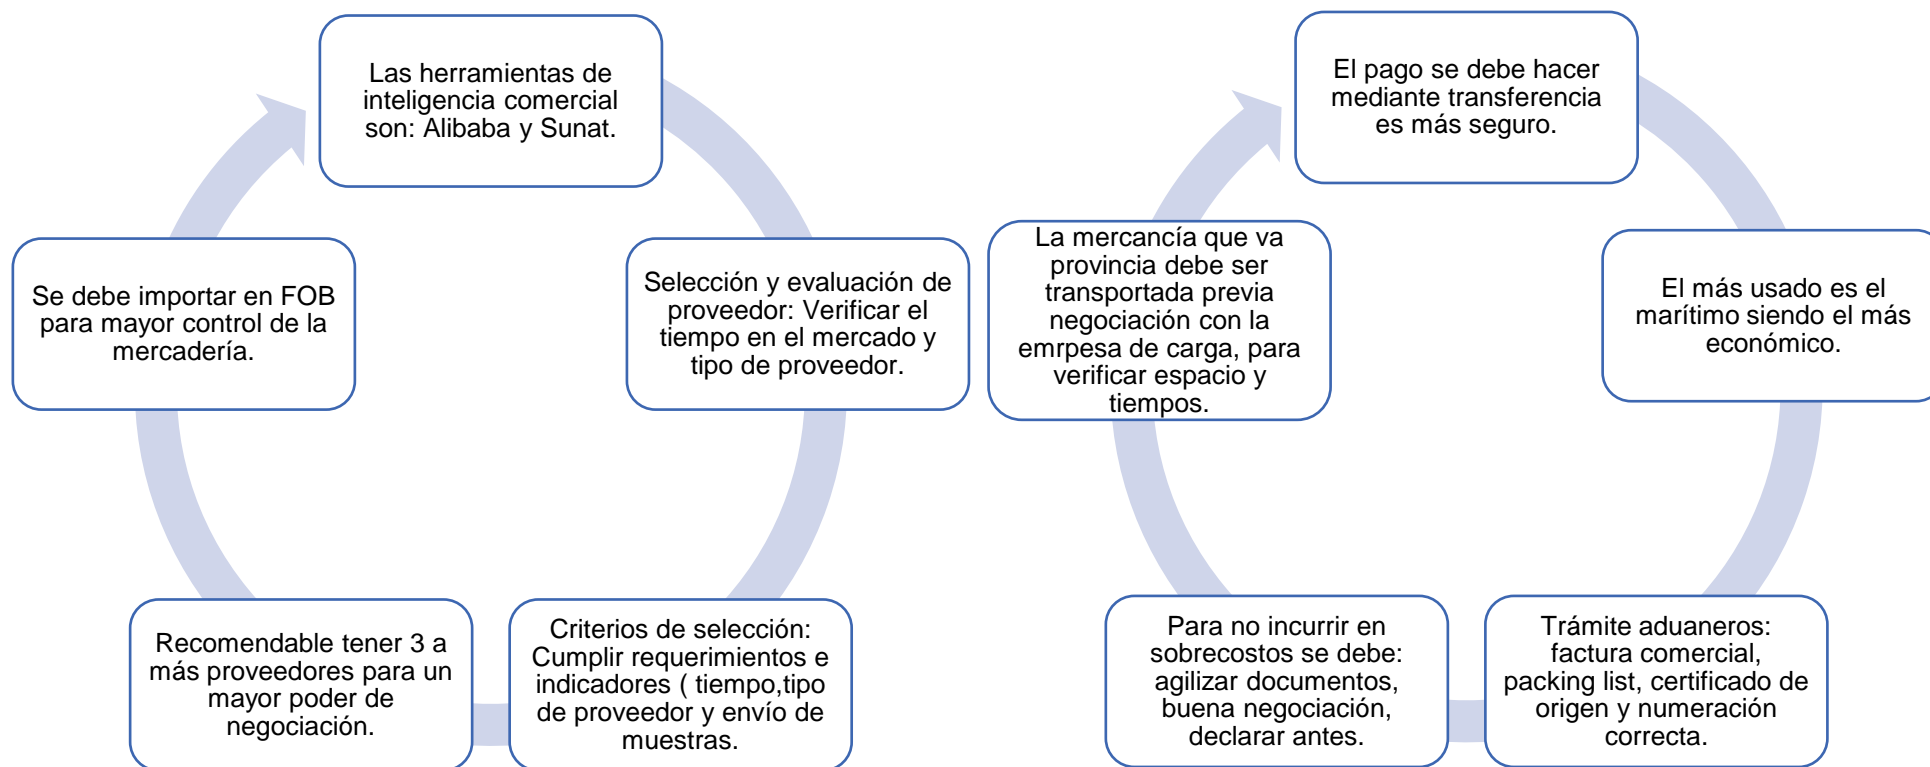 Las herramientas de
inteligencia comercial
son: Alibaba y Sunat.
Selección y evaluación de
proveedor: Verificar el
tiempo en el mercado y
tipo de proveedor.
Criterios de selección:
Cumplir requerimientos e
indicadores ( tiempo,tipo
de proveedor y envío de
muestras.
Recomendable tener 3 a
más proveedores para un
mayor poder de
negociación.
Se debe importar en FOB
para mayor control de la
mercadería.
El pago se debe hacer
mediante transferencia
es más seguro.
El más usado es el
marítimo siendo el más
económico.
Trámite aduaneros:
factura comercial,
packing list, certificado de
origen y numeración
correcta.
Para no incurrir en
sobrecostos se debe:
agilizar documentos,
buena negociación,
declarar antes.
La mercancía que va
provincia debe ser
transportada previa
negociación con la
emrpesa de carga, para
verificar espacio y
tiempos.